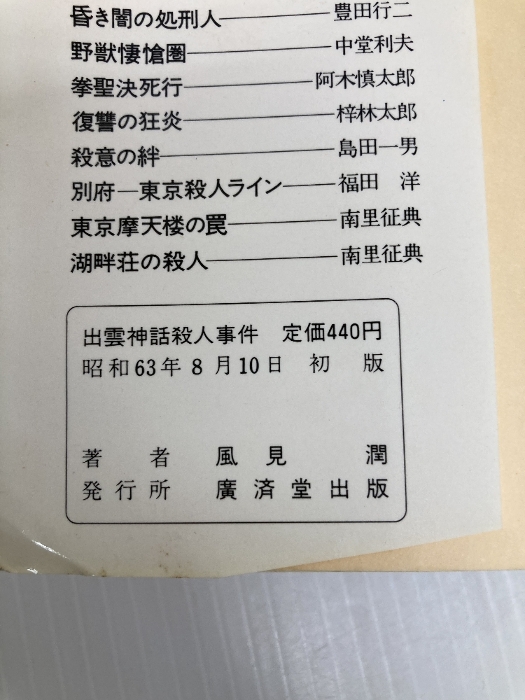 昏き闇の処刑人――豊田行二
野獣悽愴圏――中堂利夫
拳聖決死行――阿木慎太郎
復讐の狂炎――梓林太郎
殺意の絆――島田一男
別府―東京殺人ライン――福田 洋
東京摩天楼の罠――南里征典
湖畔荘の殺人――南里征典
出雲神話殺人事件 定価440円
昭和63年8月10日 初版
著者 風見潤
発行所 廣済堂出版